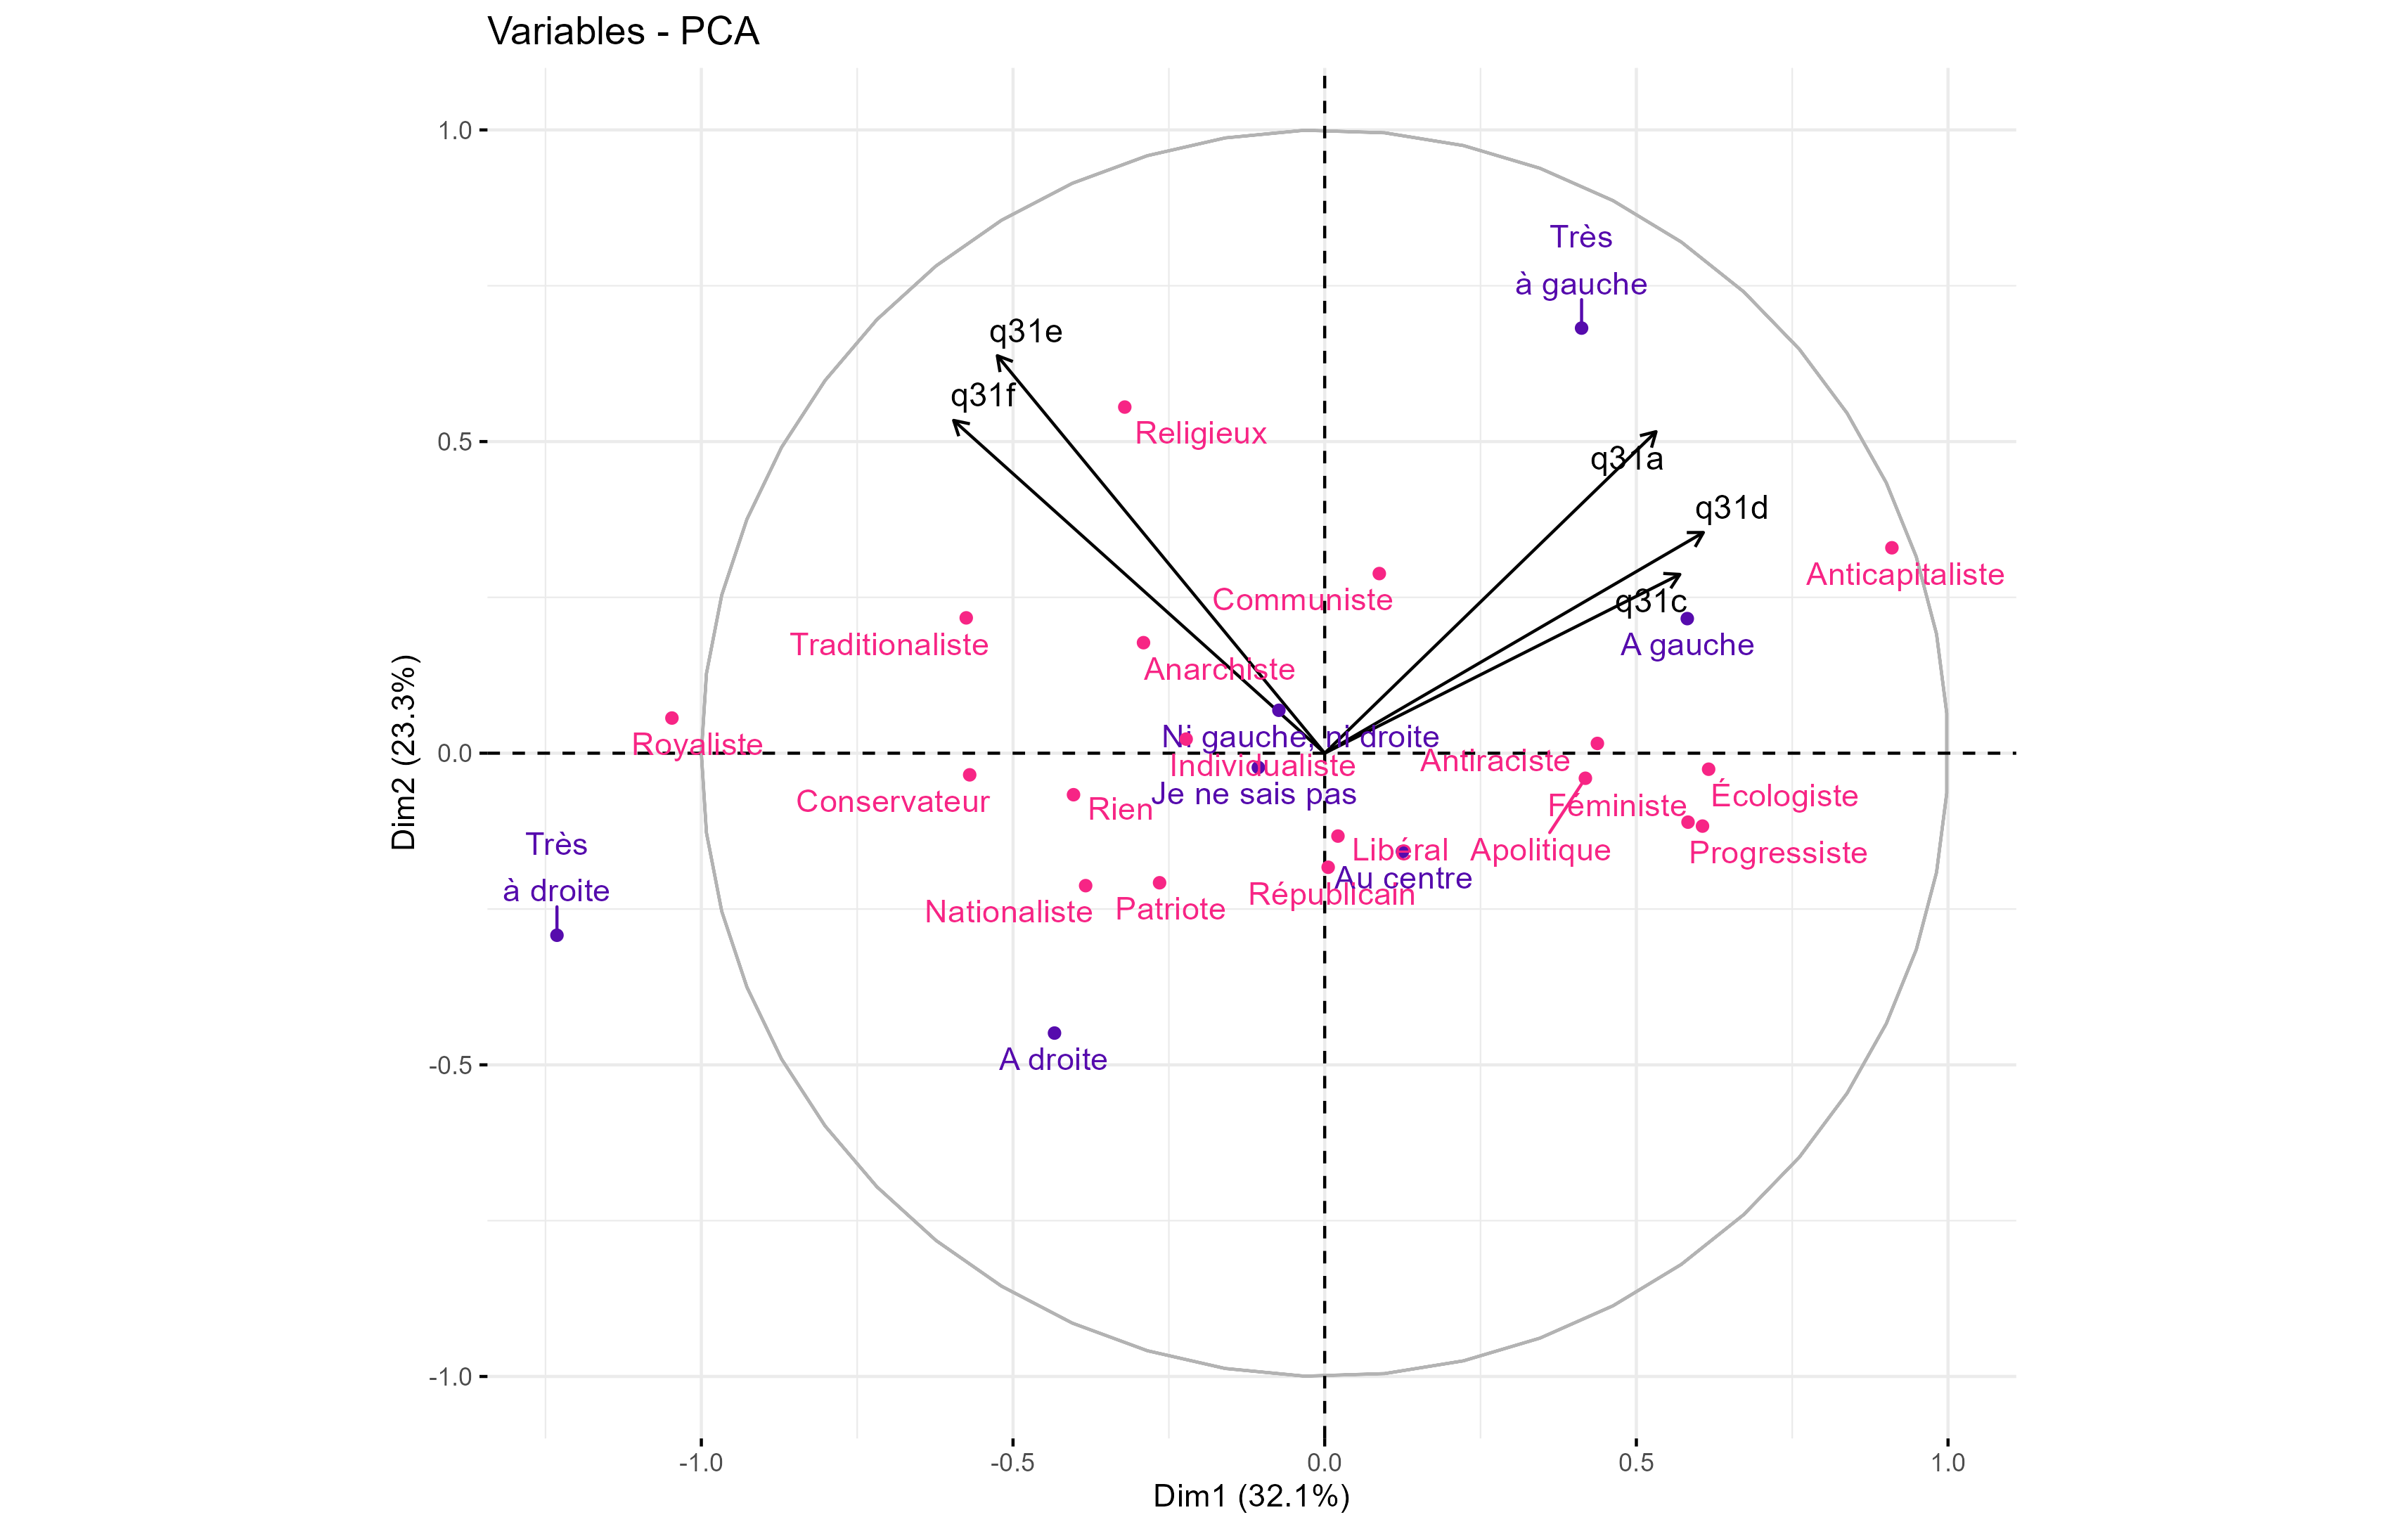 Variables - PCA
1.0
0.5
0.0
-0.5
-1.0
Dim2 (23.3%)
Très
à gauche
q31e
q31f
Religieux
q31a
q31d
Anticapitaliste
Communiste
q31c
Traditionaliste
A gauche
Anarchiste
Ni gauche, ni droite
Royaliste
Individualiste
Antiraciste
Je ne sais pas
Conservateur
Rien
Féministe
Écologiste
Très
à droite
Libéral
Apolitique
Progressiste
Au centre
Républicain
Nationaliste
Patriote
A droite
-1.0
-0.5
0.0
0.5
1.0
Dim1 (32.1%)